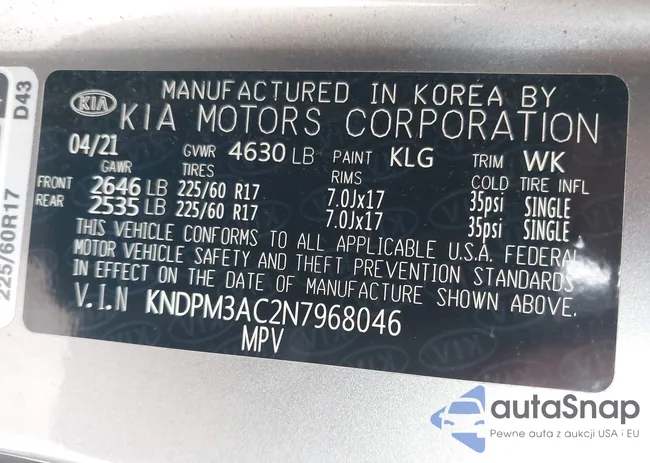 D43
225/60R17
KIA
MANUFACTURED IN KOREA BY
KIA MOTORS CORPORATION
04/21 GVWR 4630 LB PAINT KLG TRIM WK
GAWR TIRES RIMS COLD TIRE INFL
FRONT 2646 LB 225/60 R17 7.0Jx17 35psi SINGLE
REAR 2535 LB 225/60 R17 7.0Jx17 35psi SINGLE
THIS VEHICLE CONFORMS TO ALL APPLICABLE U.S.A. FEDERAL
MOTOR VEHICLE SAFETY AND THEFT PREVENTION STANDARDS
IN EFFECT ON THE DATE OF MANUFACTURE SHOWN ABOVE.
V.I.N KNDPM3AC2N7968046
MPV
autoSnap
Pewne auta z aukcji USA i EU